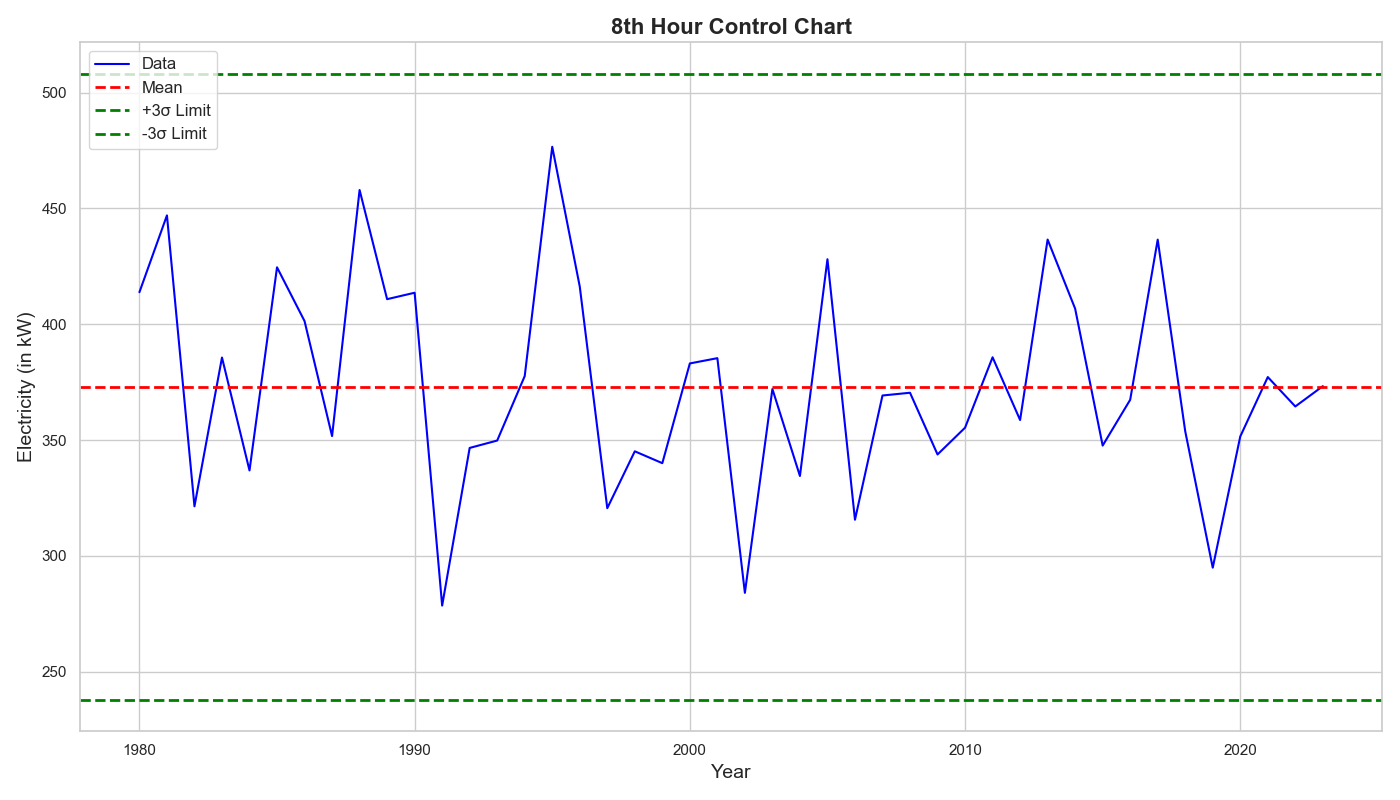 8th Hour Control Chart
Data
Mean
+3σ Limit
-3σ Limit
Electricity (in kW)
500
450
400
350
300
250
1980
1990
2000
2010
2020
Year